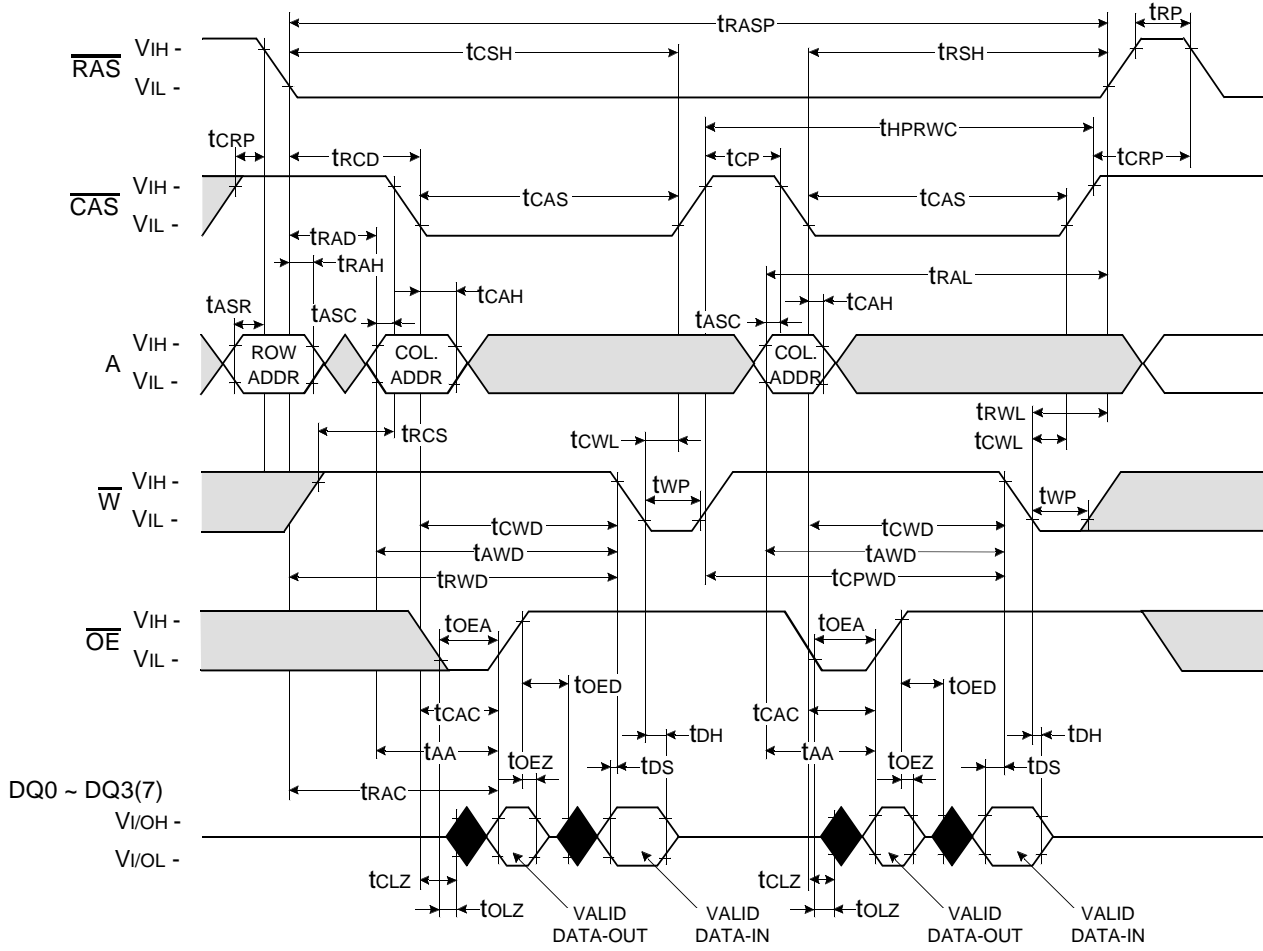 tRASP
tRP
VIH -
RAS
VIL -
tCSH
tRSH
tHPRWC
tCRP
tRCD
tCP
tCRP
VIH -
CAS
VIL -
tCAS
tCAS
tRAD
tRAH
tRAL
tCAH
tCAH
tASR
tASC
tASC
VIH -
A
VIL -
ROW
ADDR
COL.
ADDR
COL.
ADDR
tRWL
tRCS
tCWL
tCWL
VIH -
W
VIL -
tWP
tWP
tCWD
tCWD
tAWD
tAWD
tRWD
tCPWD
VIH -
OE
VIL -
tOEA
tOEA
tOED
tOED
tCAC
tCAC
tDH
tDH
tAA
tAA
tOEZ
tDS
tOEZ
tDS
tRAC
DQ0 ~ DQ3(7)
VI/OH -
VI/OL -
tCLZ
tCLZ
tOLZ
tOLZ
VALID
DATA-OUT
VALID
DATA-IN
VALID
DATA-OUT
VALID
DATA-IN